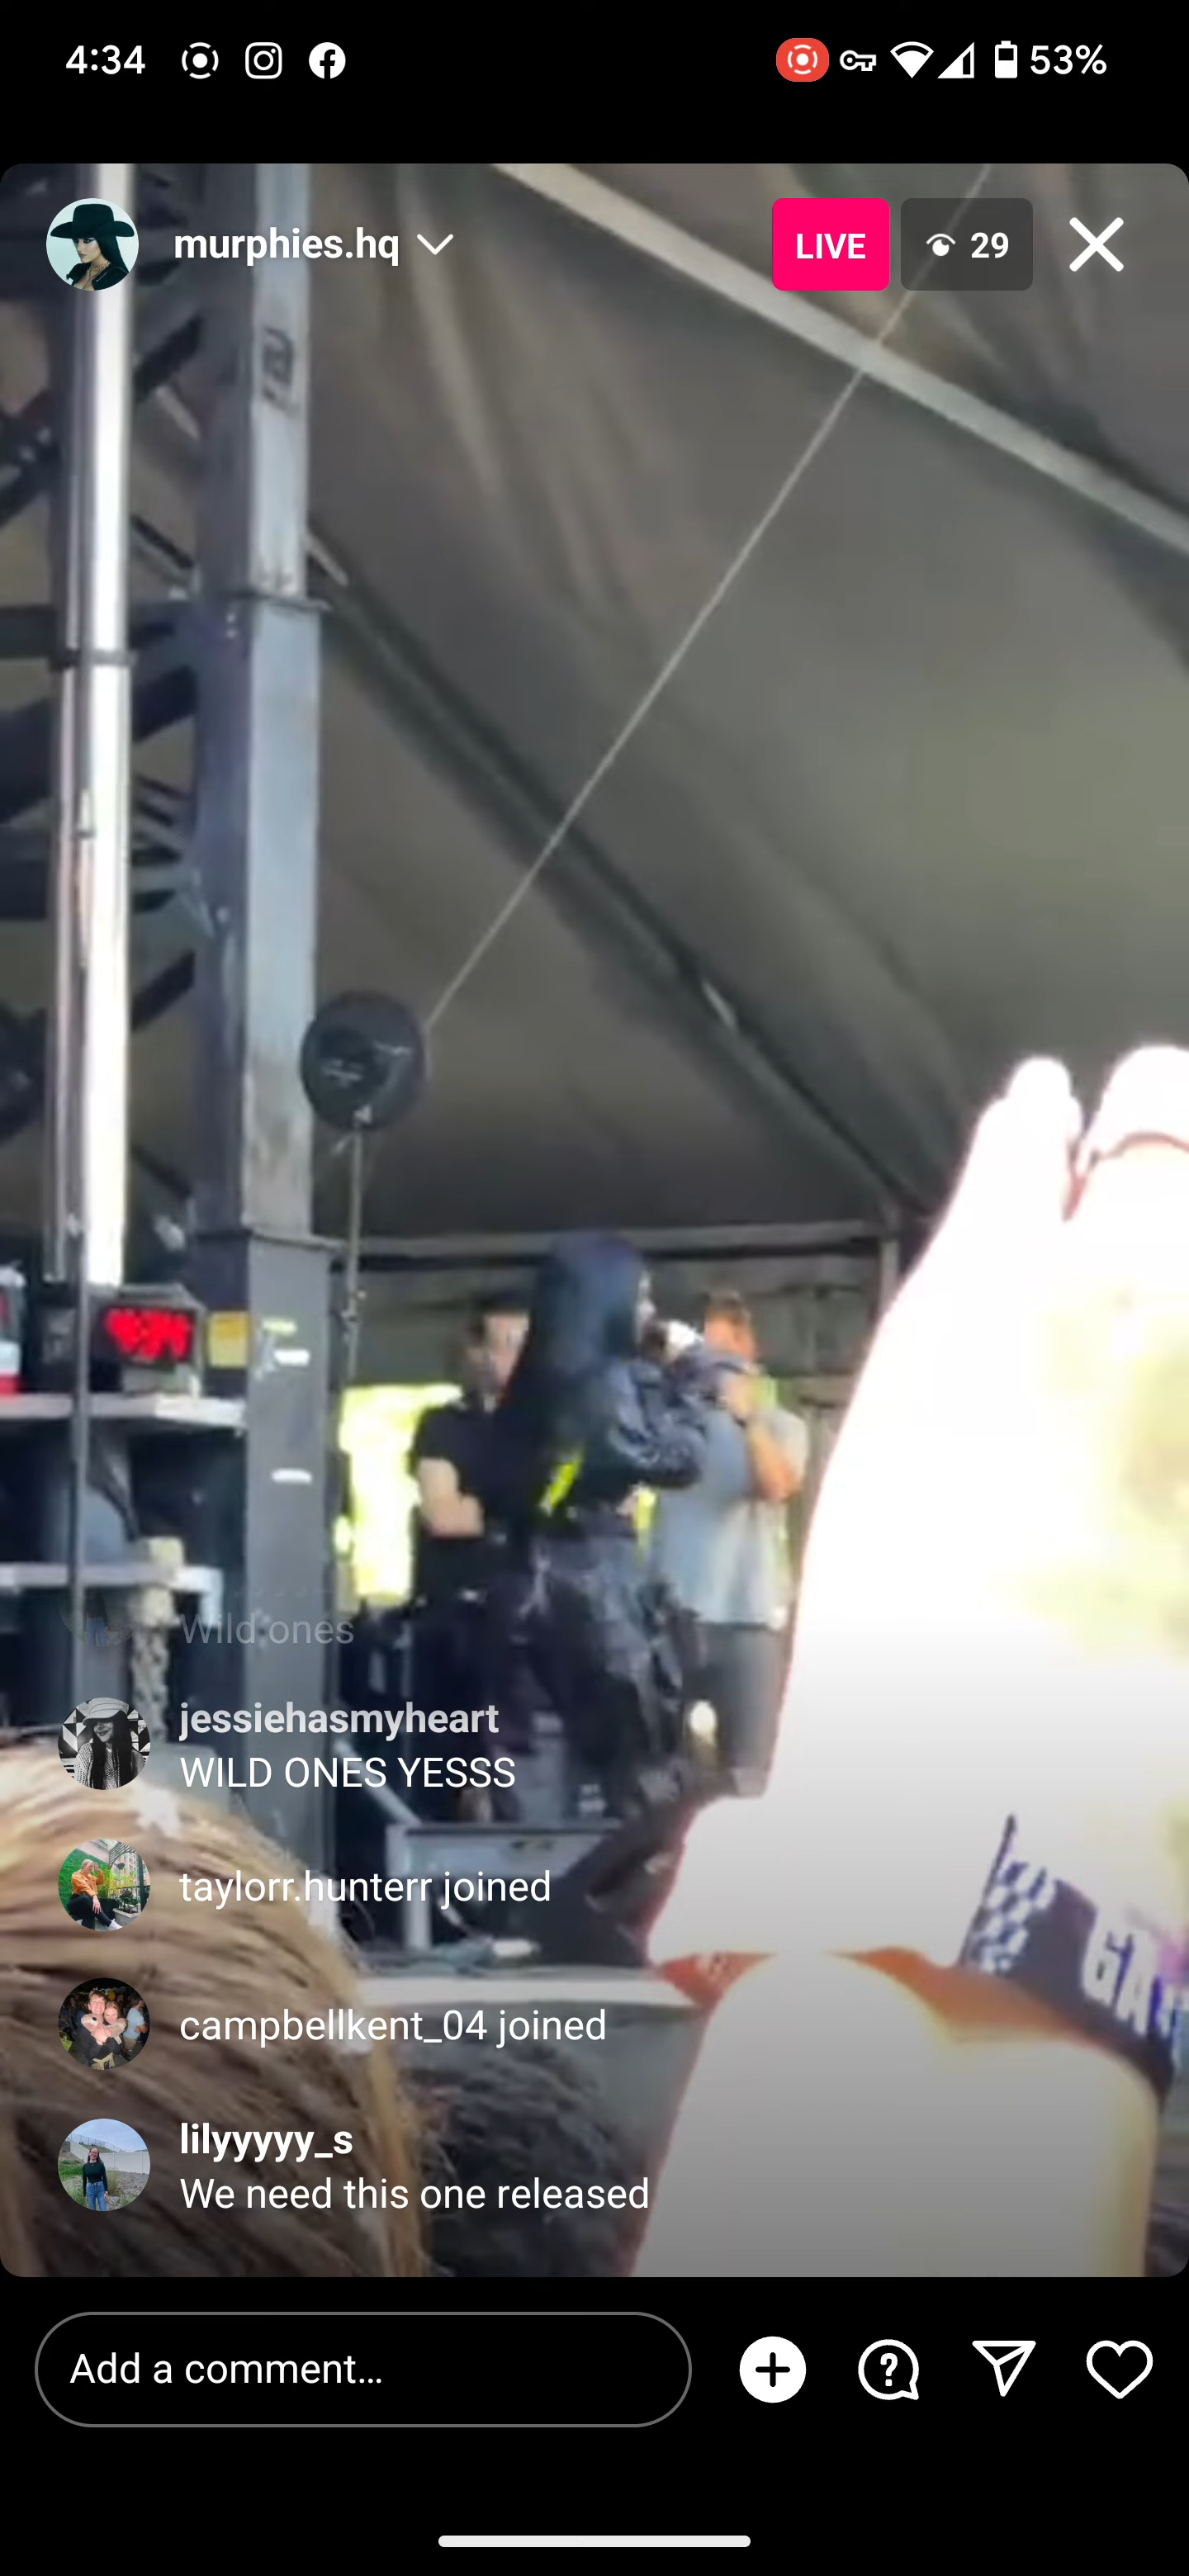 4:34
53%
murphies.hq
LIVE
29
Wild ones
jessiehasmyheart
WILD ONES YESSS
taylorr.hunterr joined
campbellkent_04 joined
lilyyyyy_s
We need this one released
Add a comment...